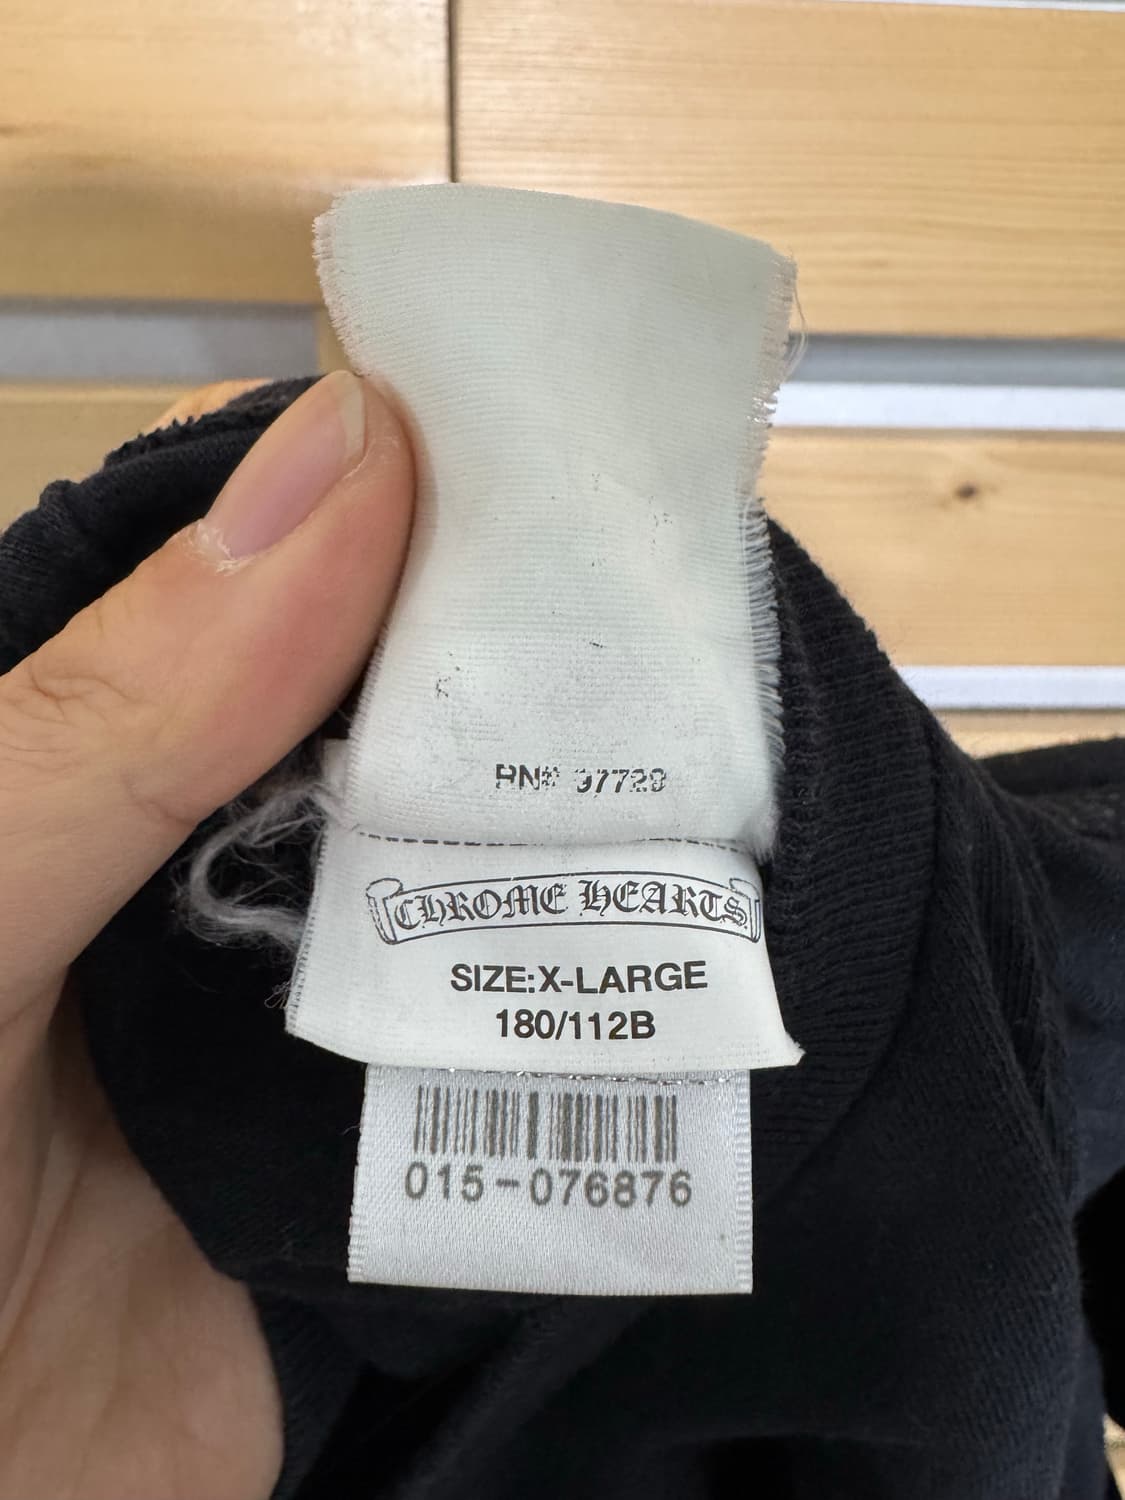 RN# 97729
CHROME HEARTS
SIZE:X-LARGE
180/112B
015-076876